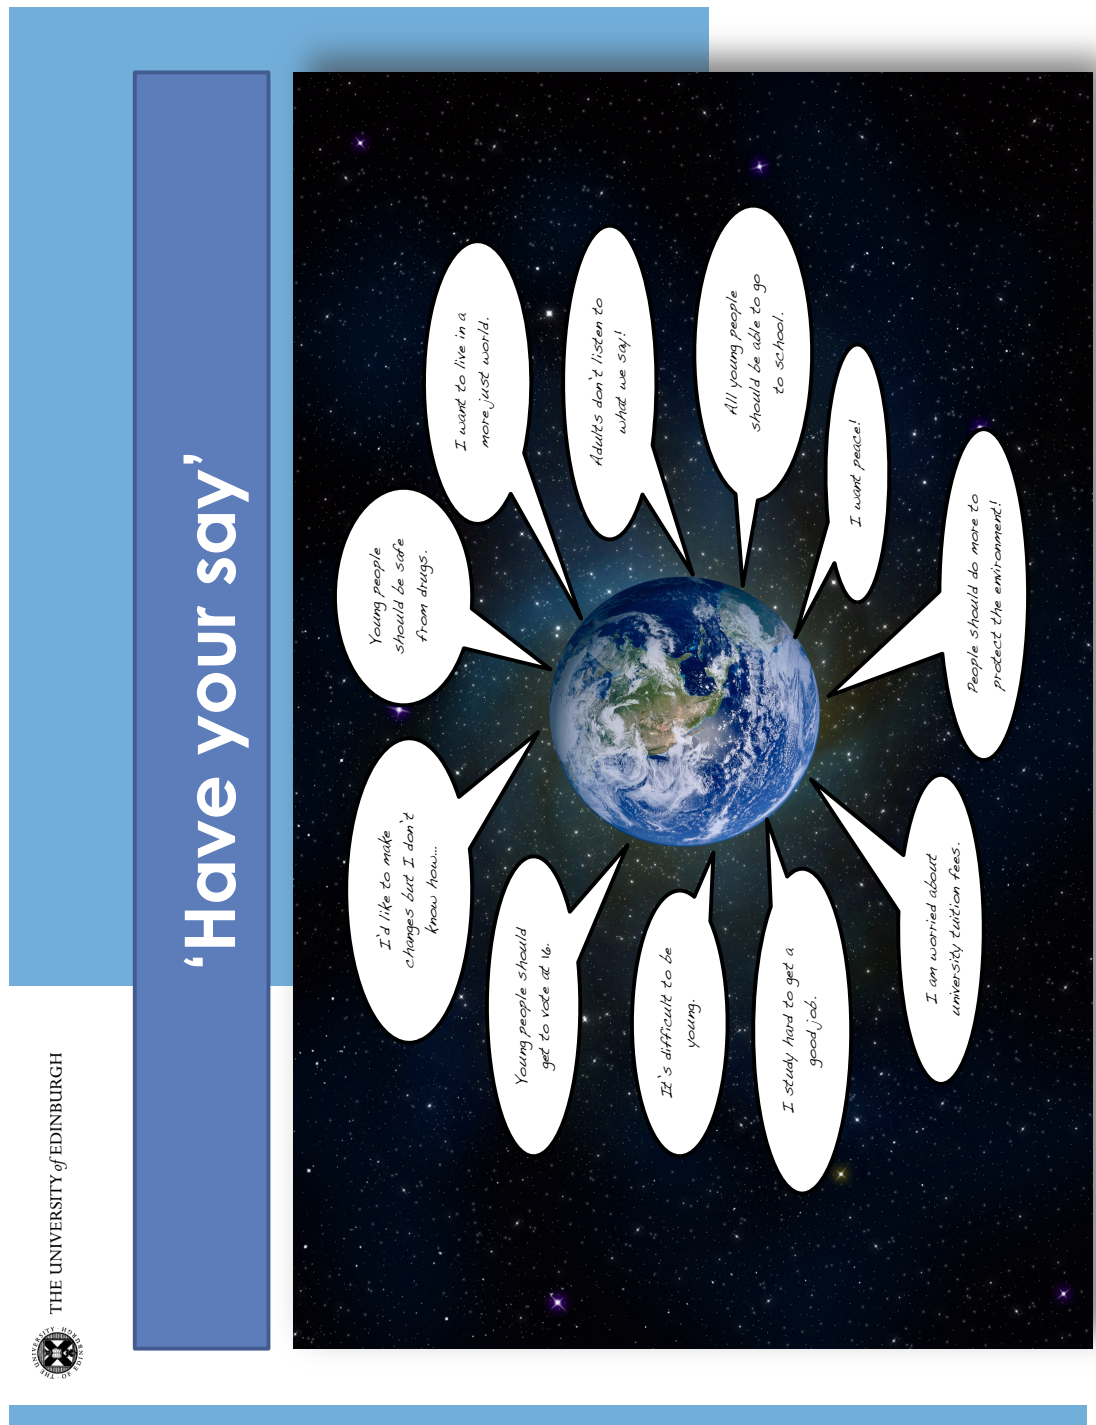 THE UNIVERSITY of EDINBURGH
THE UNIVERSITY OF EDINBURGH
'Have your say'
Young people
should be safe
from drugs.
I want to live in a
more just world.
I'd like to make
changes but I don't
know how...
Adults don't listen to
what we say!
Young people should
get to vote at 16.
All young people
should be able to go
to school.
It's difficult to be
young.
I want peace!
I study hard to get a
good job.
People should do more to
protect the environment!
I am worried about
university tuition fees.